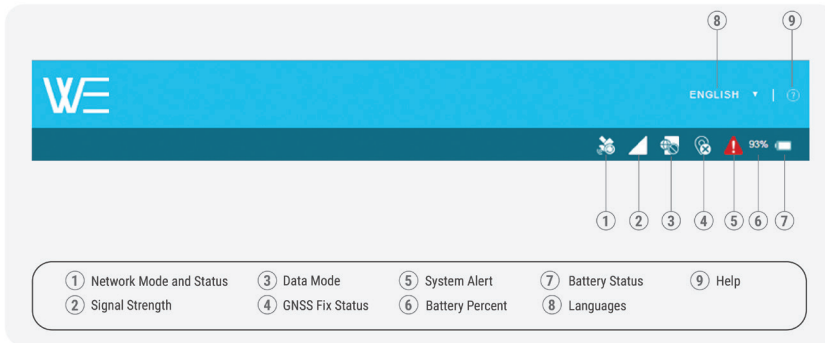 8 9
WE
ENGLISH ▼ | ?
93%
1 2 3 4 5 6 7
1 Network Mode and Status 3 Data Mode 5 System Alert 7 Battery Status 9 Help
2 Signal Strength 4 GNSS Fix Status 6 Battery Percent 8 Languages